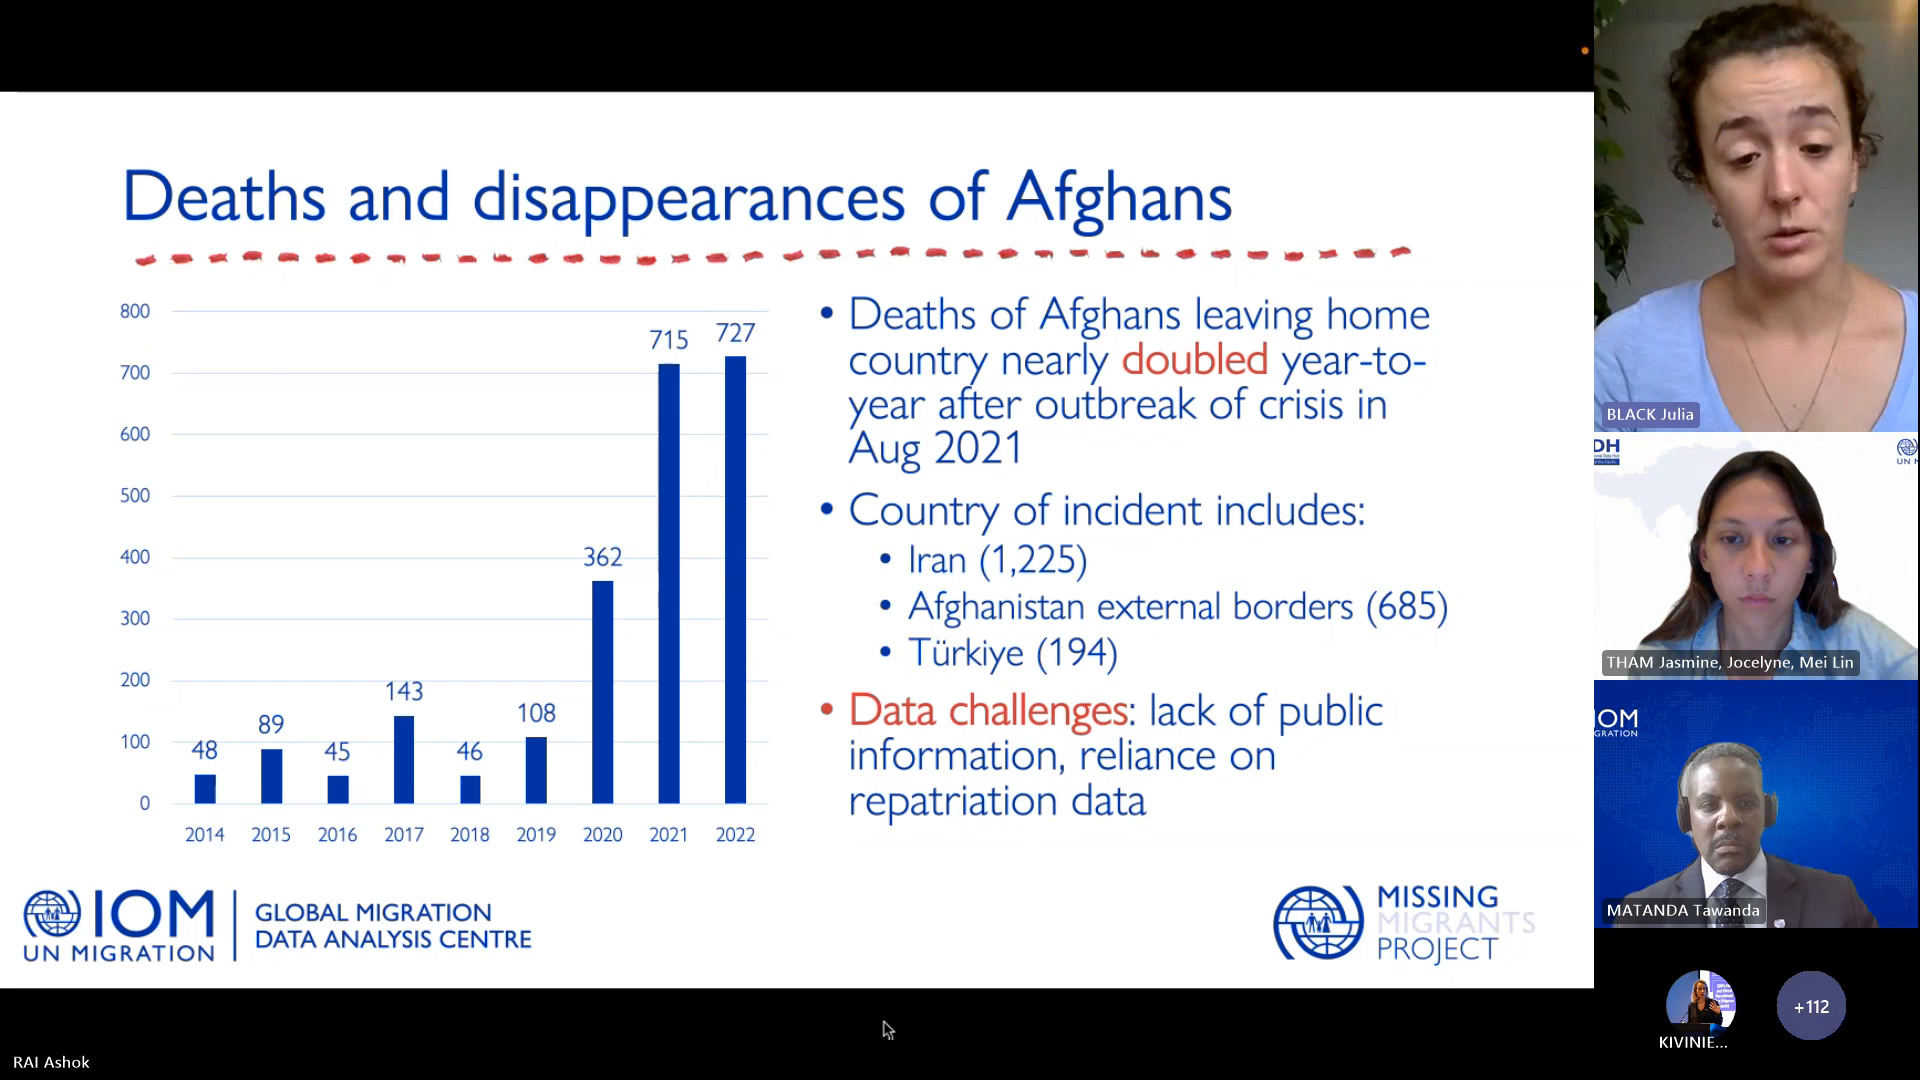 Deaths and disappearances of Afghans
800
700
600
500
400
300
200
100
0
48
89
45
143
46
108
362
715
727
2014 2015 2016 2017 2018 2019 2020 2021 2022
• Deaths of Afghans leaving home
country nearly doubled year-to-
year after outbreak of crisis in
Aug 2021
• Country of incident includes:
• Iran (1,225)
• Afghanistan external borders (685)
• Türkiye (194)
• Data challenges: lack of public
information, reliance on
repatriation data
IOM
UN MIGRATION
GLOBAL MIGRATION
DATA ANALYSIS CENTRE
MISSING
MIGRANTS
PROJECT
RAI Ashok
BLACK Julia
DH
UN M
THAM Jasmine, Jocelyne, Mei Lin
IOM
GRATION
MATANDA Tawanda
KIVINIE...
+112